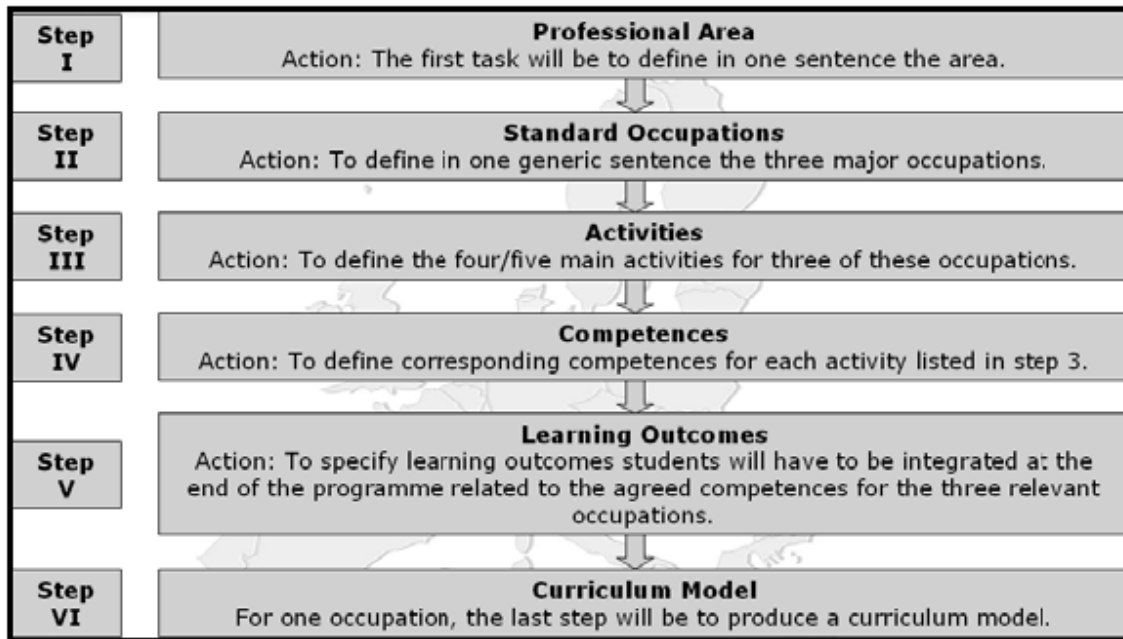 Step
I
Professional Area
Action: The first task will be to define in one sentence the area.
Step
II
Standard Occupations
Action: To define in one generic sentence the three major occupations.
Step
III
Activities
Action: To define the four/five main activities for three of these occupations.
Step
IV
Competences
Action: To define corresponding competences for each activity listed in step 3.
Step
V
Learning Outcomes
Action: To specify learning outcomes students will have to be integrated at the
end of the programme related to the agreed competences for the three relevant
occupations.
Step
VI
Curriculum Model
For one occupation, the last step will be to produce a curriculum model.